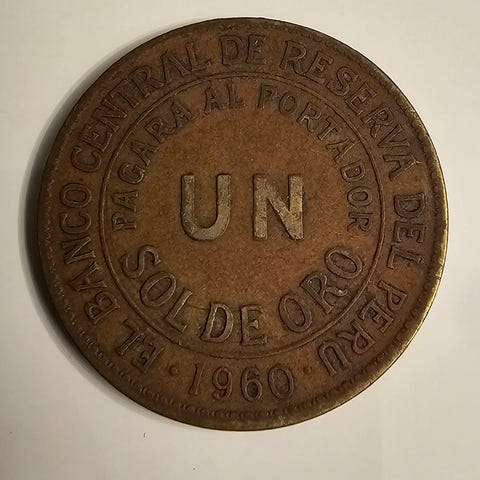 EL BANCO CENTRAL DE RESERVA DEL PERU
PAGARA AL PORTADOR
UN
SOL DE ORO
· 1960 ·